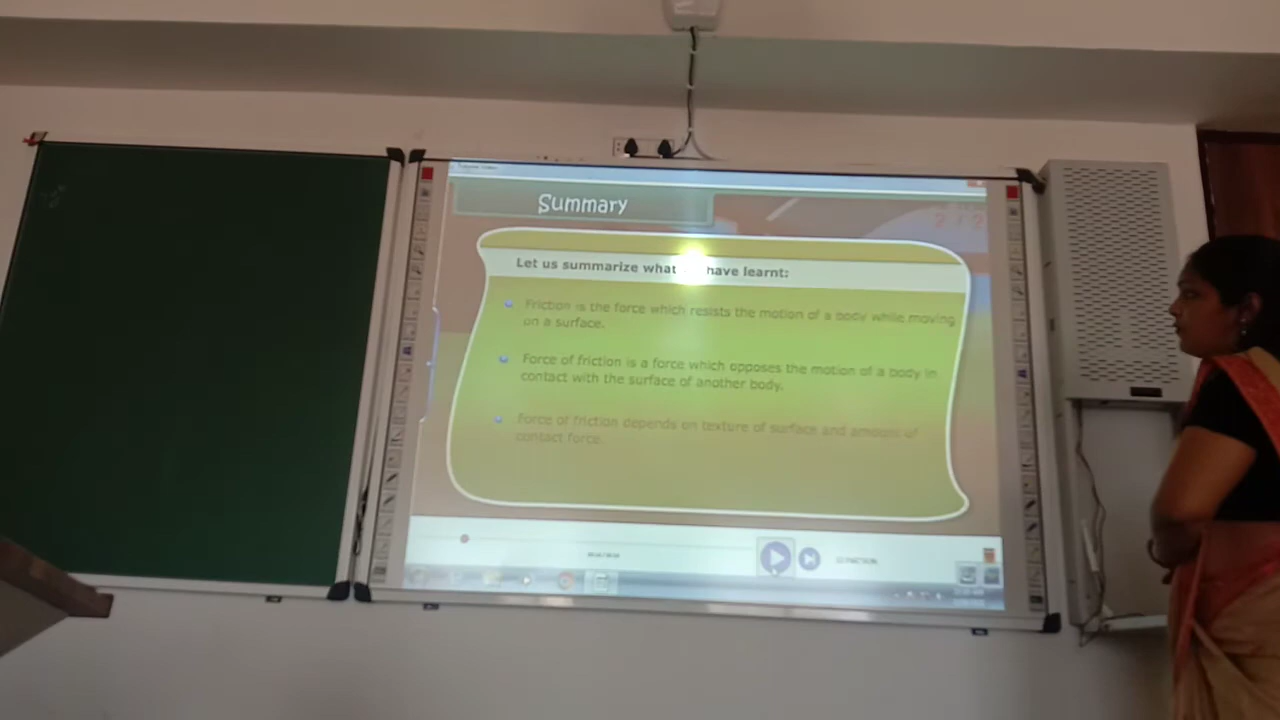 Summary
2 / 2
Let us summarize what have learnt:
Friction is the force which resists the motion of a body while moving
on a surface.
Force of friction is a force which opposes the motion of a body in
contact with the surface of another body.
Force of friction depends on texture of surface and amount of
contact force.